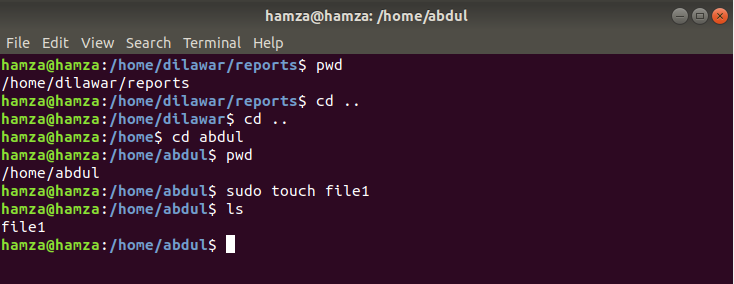 hamza@hamza: /home/abdul
File Edit View Search Terminal Help
hamza@hamza:/home/dilawar/reports$ pwd
/home/dilawar/reports
hamza@hamza:/home/dilawar/reports$ cd ..
hamza@hamza:/home/dilawar$ cd ..
hamza@hamza:/home$ cd abdul
hamza@hamza:/home/abdul$ pwd
/home/abdul
hamza@hamza:/home/abdul$ sudo touch file1
hamza@hamza:/home/abdul$ ls
file1
hamza@hamza:/home/abdul$